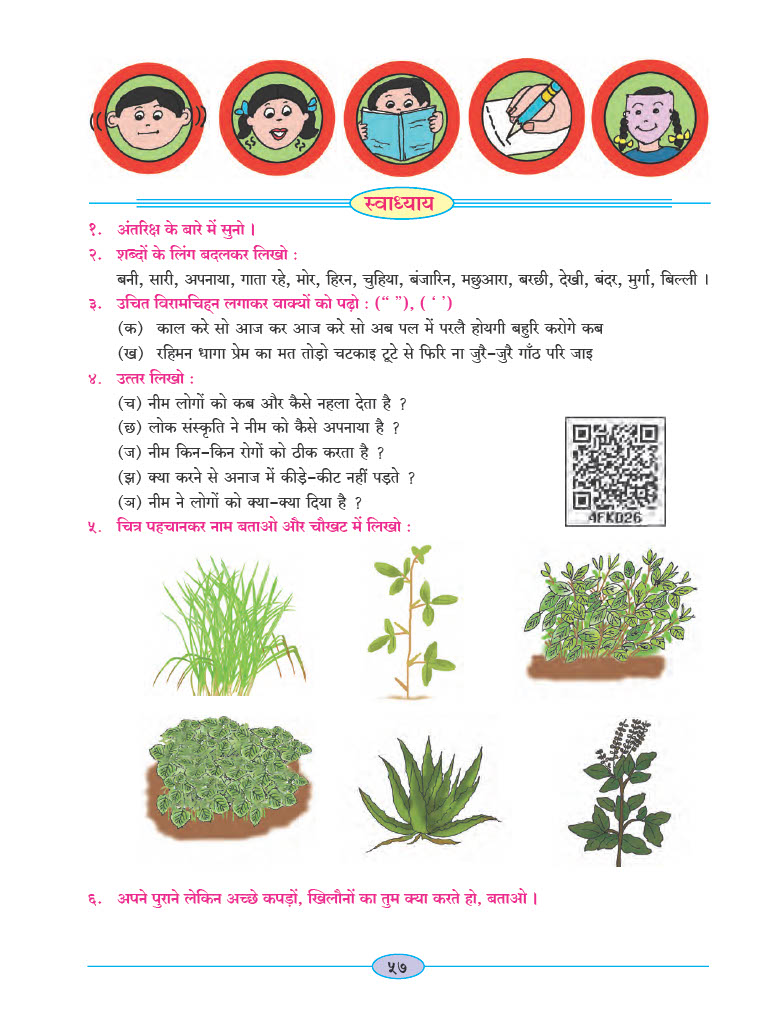 स्वाध्याय
१. अंतरिक्ष के बारे में सुनो ।
२. शब्दों के लिंग बदलकर लिखो :
बनी, सारी, अपनाया, गाता रहे, मोर, हिरन, चुहिया, बंजारिन, मछुआरा, बरछी, देखी, बंदर, मुर्गा, बिल्ली ।
३. उचित विरामचिह्न लगाकर वाक्यों को पढ़ो : (“ ”), ( ‘ ’)
(क) काल करे सो आज कर आज करे सो अब पल में परलै होयगी बहुरि करोगे कब
(ख) रहिमन धागा प्रेम का मत तोड़ो चटकाइ टूटे से फिरि ना जुरै-जुरै गाँठ परि जाइ
४. उत्तर लिखो :
(च) नीम लोगों को कब और कैसे नहला देता है ?
(छ) लोक संस्कृति ने नीम को कैसे अपनाया है ?
(ज) नीम किन-किन रोगों को ठीक करता है ?
(झ) क्या करने से अनाज में कीड़े-कीट नहीं पड़ते ?
(ञ) नीम ने लोगों को क्या-क्या दिया है ?
4FKD26
५. चित्र पहचानकर नाम बताओ और चौखट में लिखो :
६. अपने पुराने लेकिन अच्छे कपड़ों, खिलौनों का तुम क्या करते हो, बताओ ।
५७